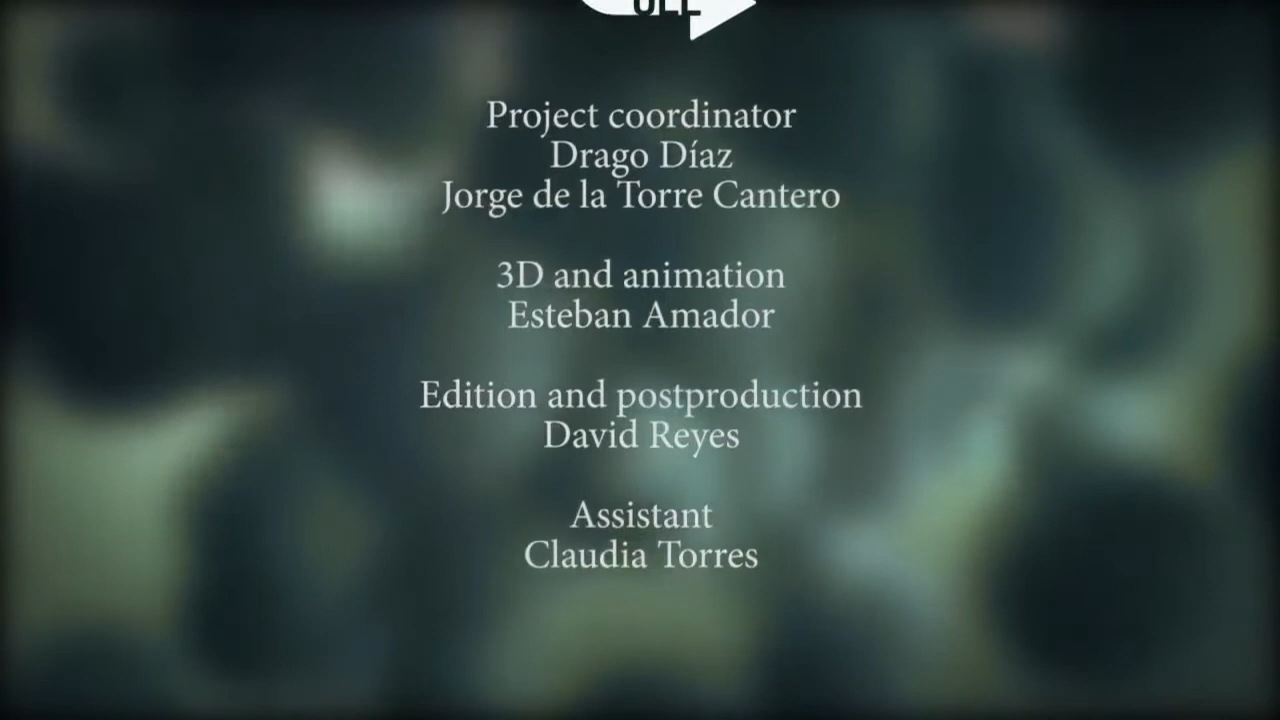 Project coordinator
Drago Díaz
Jorge de la Torre Cantero
3D and animation
Esteban Amador
Edition and postproduction
David Reyes
Assistant
Claudia Torres